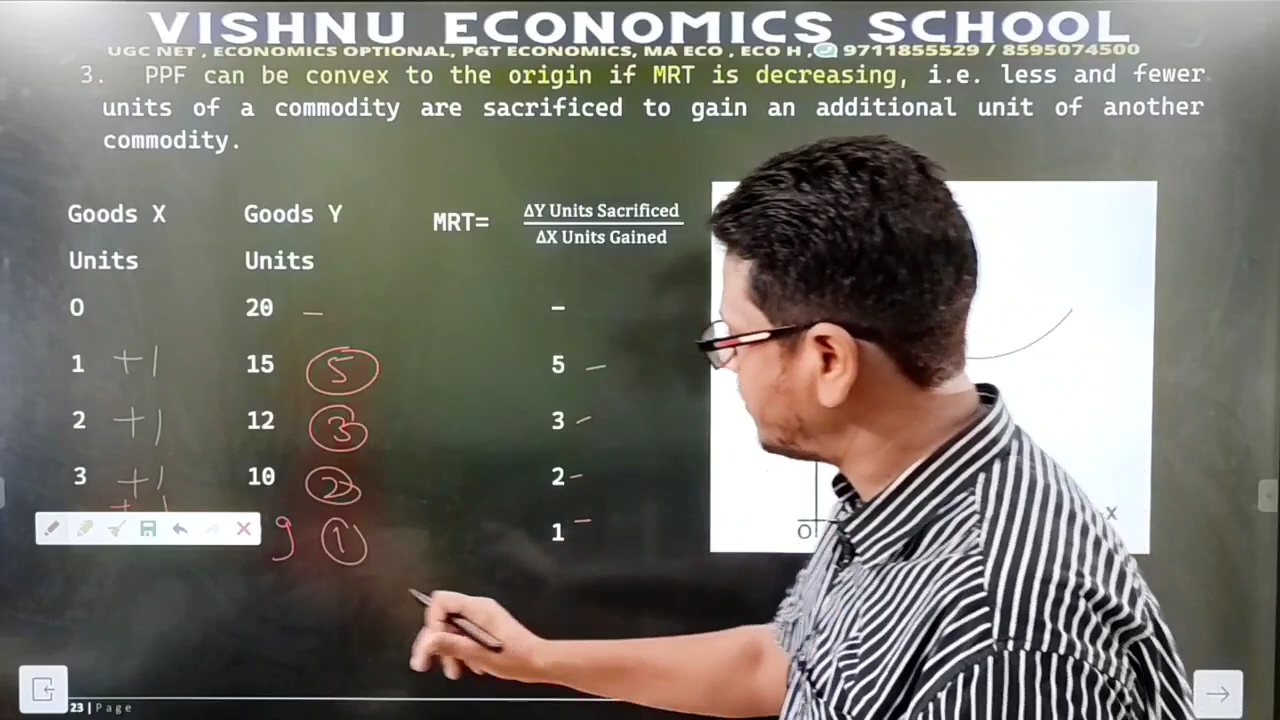 VISHNU ECONOMICS SCHOOL
UGC NET , ECONOMICS OPTIONAL, PGT ECONOMICS, MA ECO , ECO H , 9711855529 / 8595074500
3. PPF can be convex to the origin if MRT is decreasing, i.e. less and fewer
units of a commodity are sacrificed to gain an additional unit of another
commodity.
Goods X Goods Y MRT= ΔY Units Sacrificed
ΔX Units Gained
Units Units
0 20 – –
1 +1 15 5 5 –
2 +1 12 3 3 –
3 +1 10 2 2 –
9 1 1 –
O X
23 | Page